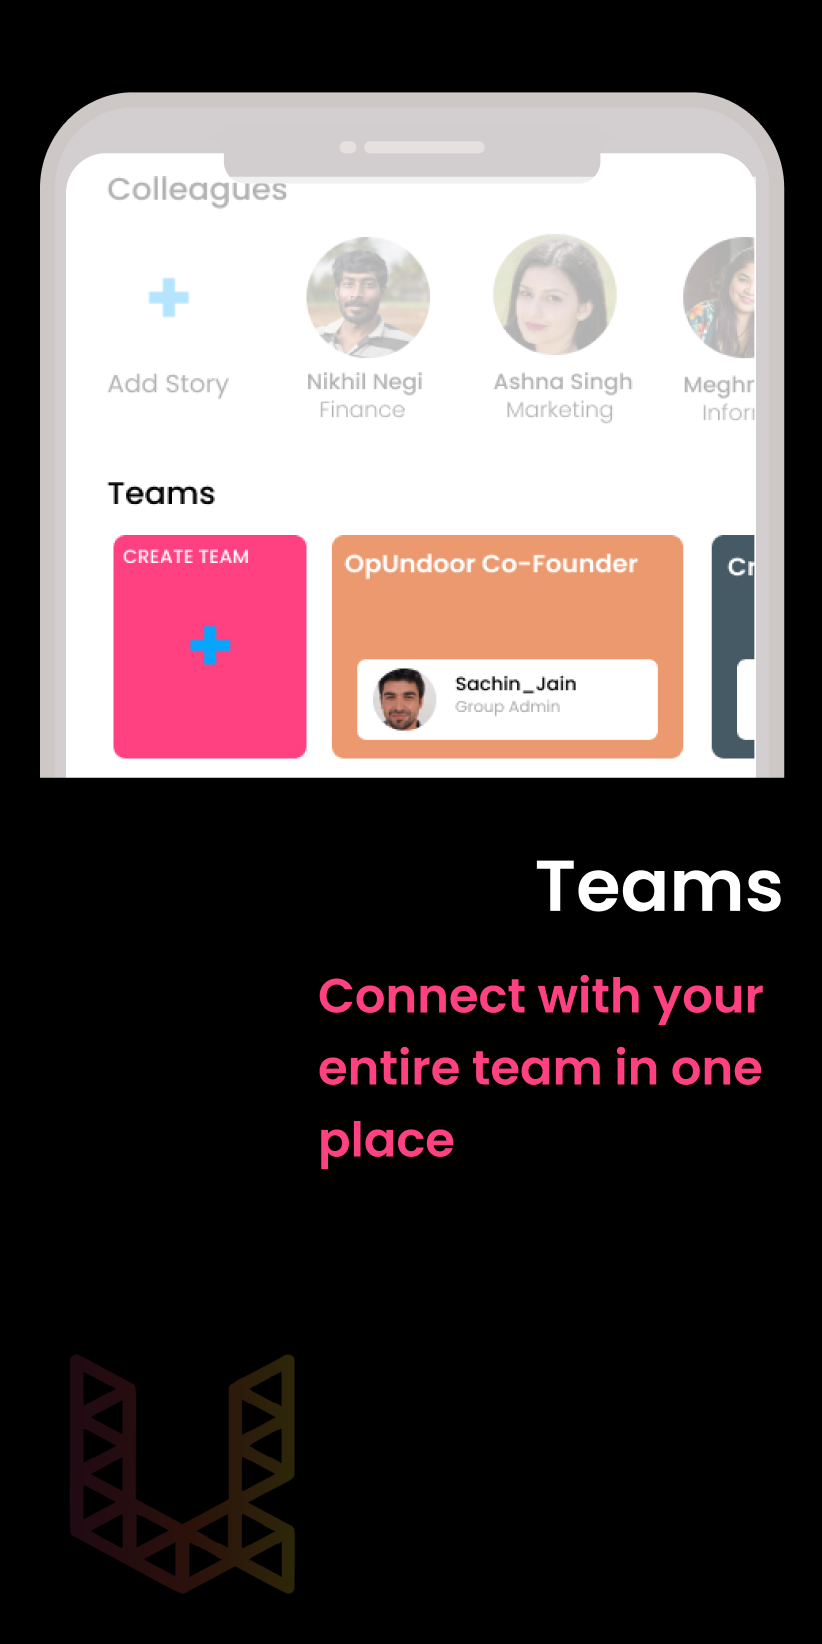 Colleagues
Add Story
Nikhil Negi
Finance
Ashna Singh
Marketing
Meghr
Infor
Teams
CREATE TEAM
OpUndoor Co-Founder
Cr
Sachin_Jain
Group Admin
Teams
Connect with your
entire team in one
place